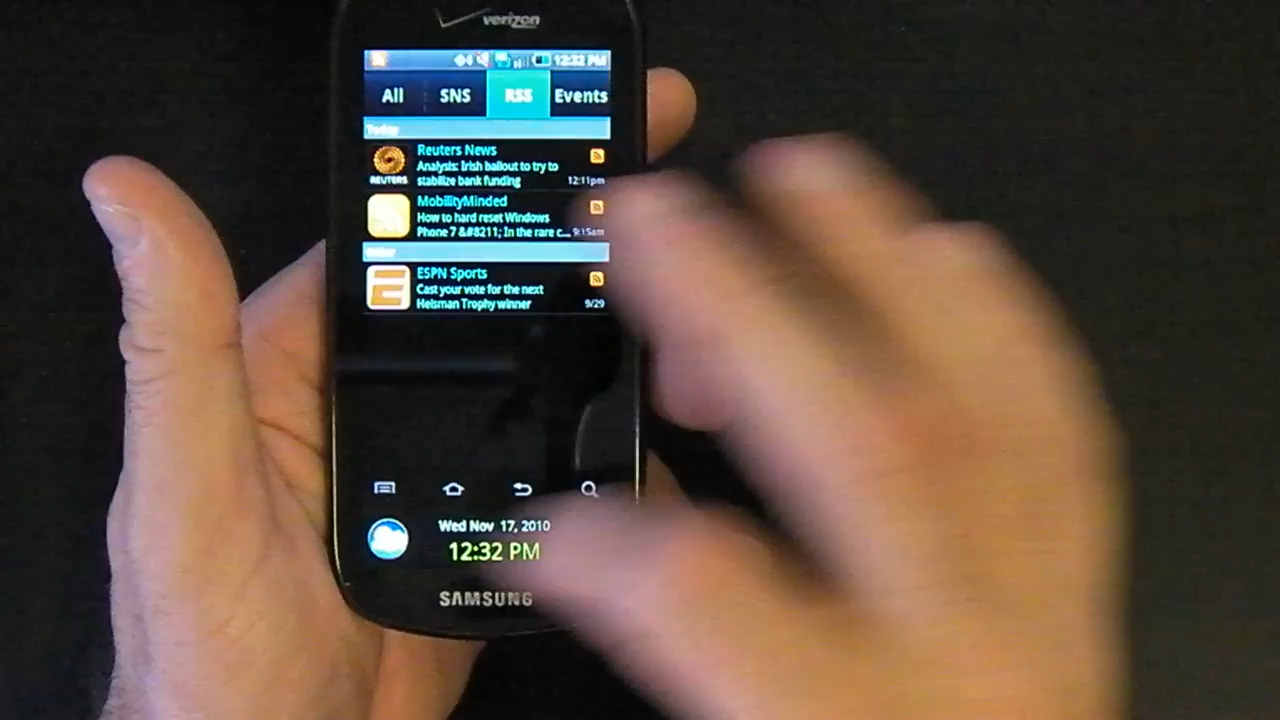 verizon
12:32 PM
All SNS RSS Events
Today
Reuters News
Analysis: Irish bailout to try to
stabilize bank funding 12:11pm
REUTERS
MobilityMinded
How to hard reset Windows
Phone 7 &#8211; In the rare c... 9:15am
Older
ESPN Sports
Cast your vote for the next
Heisman Trophy winner 9/29
Wed Nov 17, 2010
12:32 PM
SAMSUNG